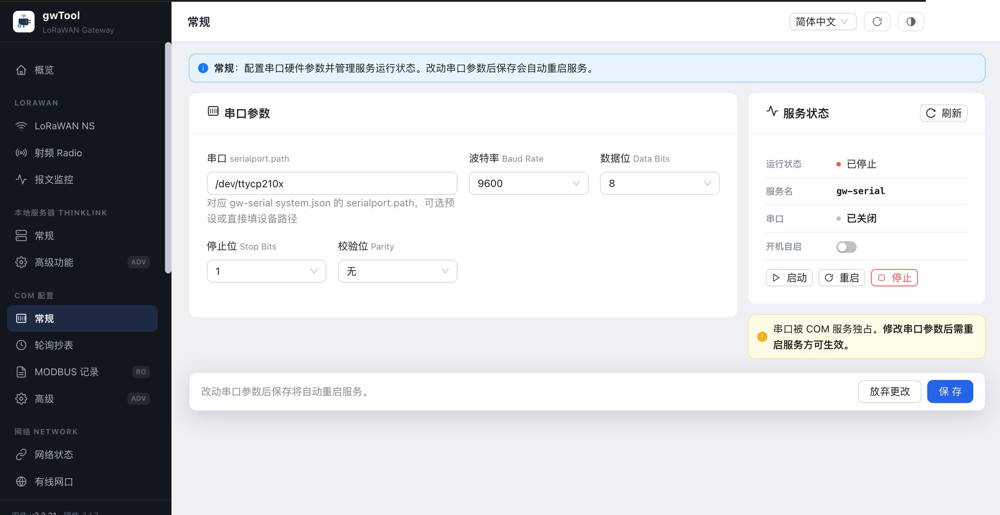 gwTool
LoRaWAN Gateway
概览
LORAWAN
LoRaWAN NS
射频 Radio
报文监控
本地服务器 THINKLINK
常规
高级功能 ADV
COM 配置
常规
轮询抄表
MODBUS 记录 RO
高级 ADV
网络 NETWORK
网络状态
有线网口
常规
简体中文
常规：配置串口硬件参数并管理服务运行状态。改动串口参数后保存会自动重启服务。
串口参数
串口 serialport.path
/dev/ttycp210x
对应 gw-serial system.json 的 serialport.path，可选预
设或直接填设备路径
波特率 Baud Rate
9600
数据位 Data Bits
8
停止位 Stop Bits
1
校验位 Parity
无
服务状态
刷新
运行状态 已停止
服务名 gw-serial
串口 已关闭
开机自启
启动 重启 停止
串口被 COM 服务独占。修改串口参数后需重
启服务方可生效。
改动串口参数后保存将自动重启服务。
放弃更改 保 存